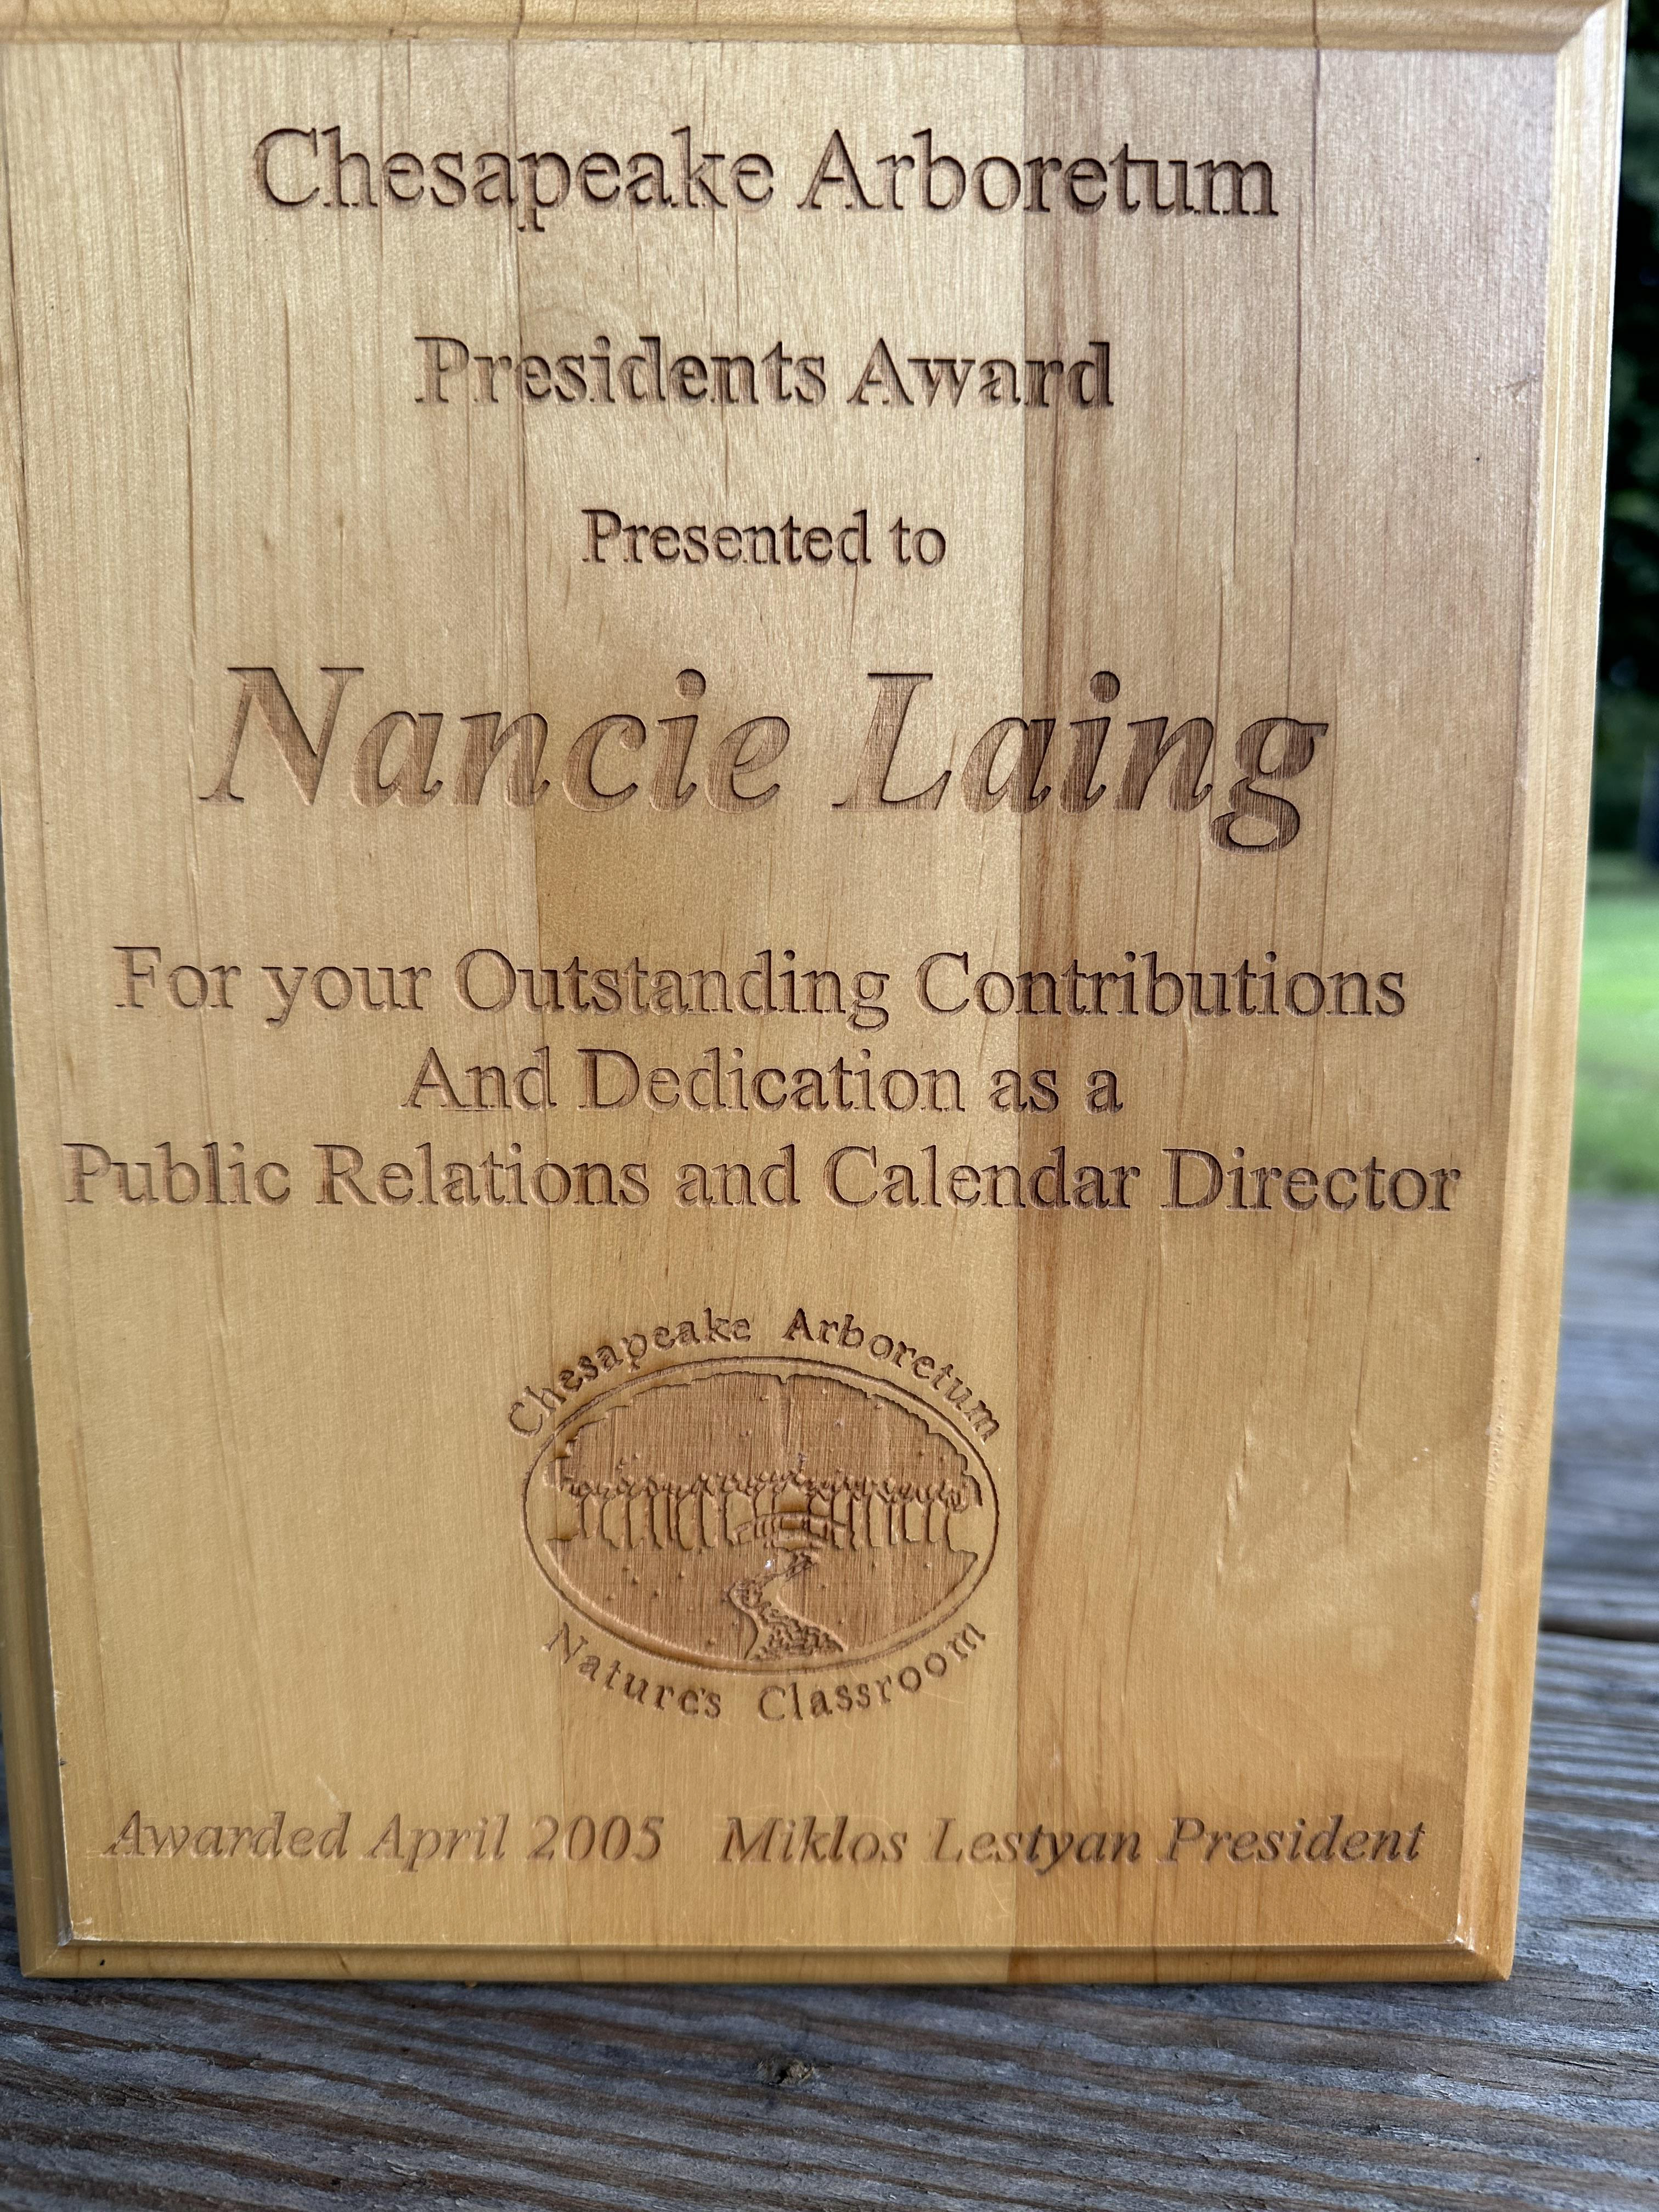 Chesapeake Arboretum
Presidents Award
Presented to
Nancie Laing
For your Outstanding Contributions
And Dedication as a
Public Relations and Calendar Director
Chesapeake Arboretum
Nature's Classroom
Awarded April 2005 Miklos Lestyan President